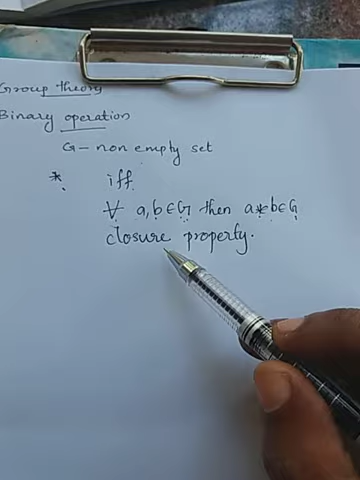 Group theory
Binary operation
G - non empty set
* iff
∀ a, b ∈ G then a * b ∈ G
closure property.